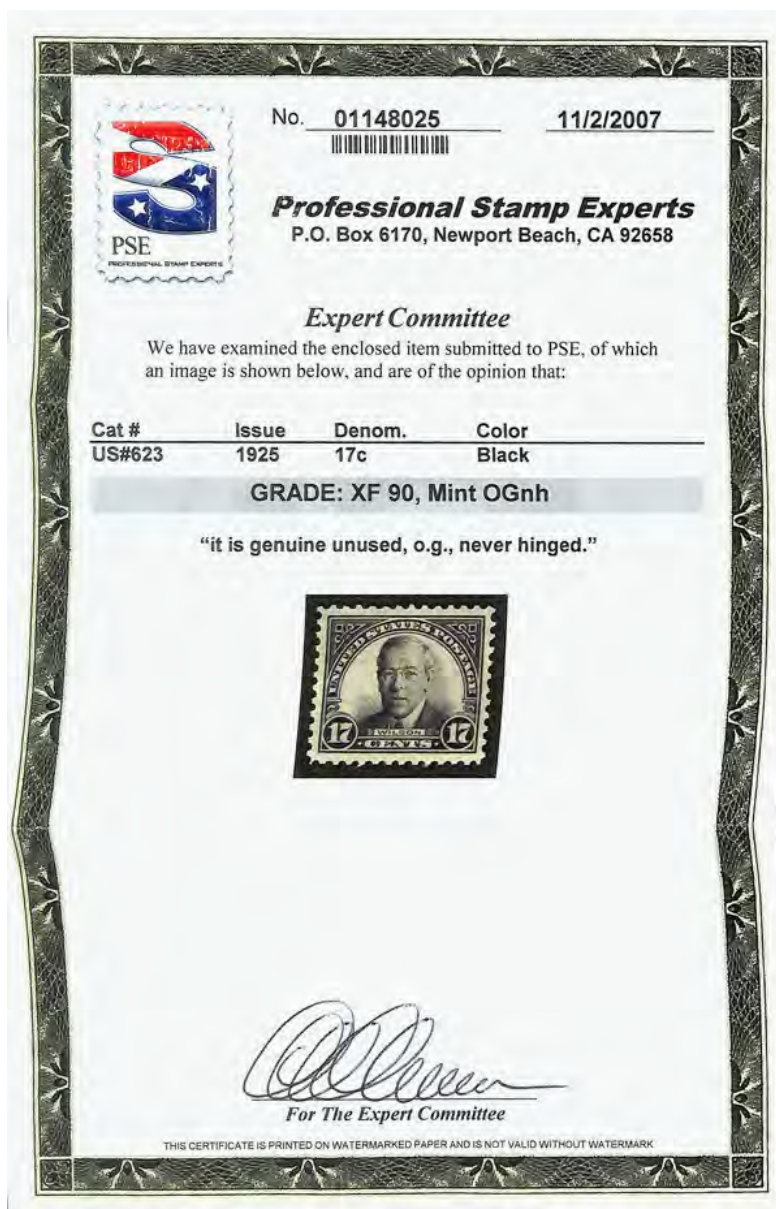 No. 01148025 11/2/2007
PSE
PROFESSIONAL STAMP EXPERTS
Professional Stamp Experts
P.O. Box 6170, Newport Beach, CA 92658
Expert Committee
We have examined the enclosed item submitted to PSE, of which
an image is shown below, and are of the opinion that:
Cat # Issue Denom. Color
US#623 1925 17c Black
GRADE: XF 90, Mint OGnh
“it is genuine unused, o.g., never hinged.”
UNITED STATES POSTAGE
WILSON
17 CENTS 17
For The Expert Committee
THIS CERTIFICATE IS PRINTED ON WATERMARKED PAPER AND IS NOT VALID WITHOUT WATERMARK